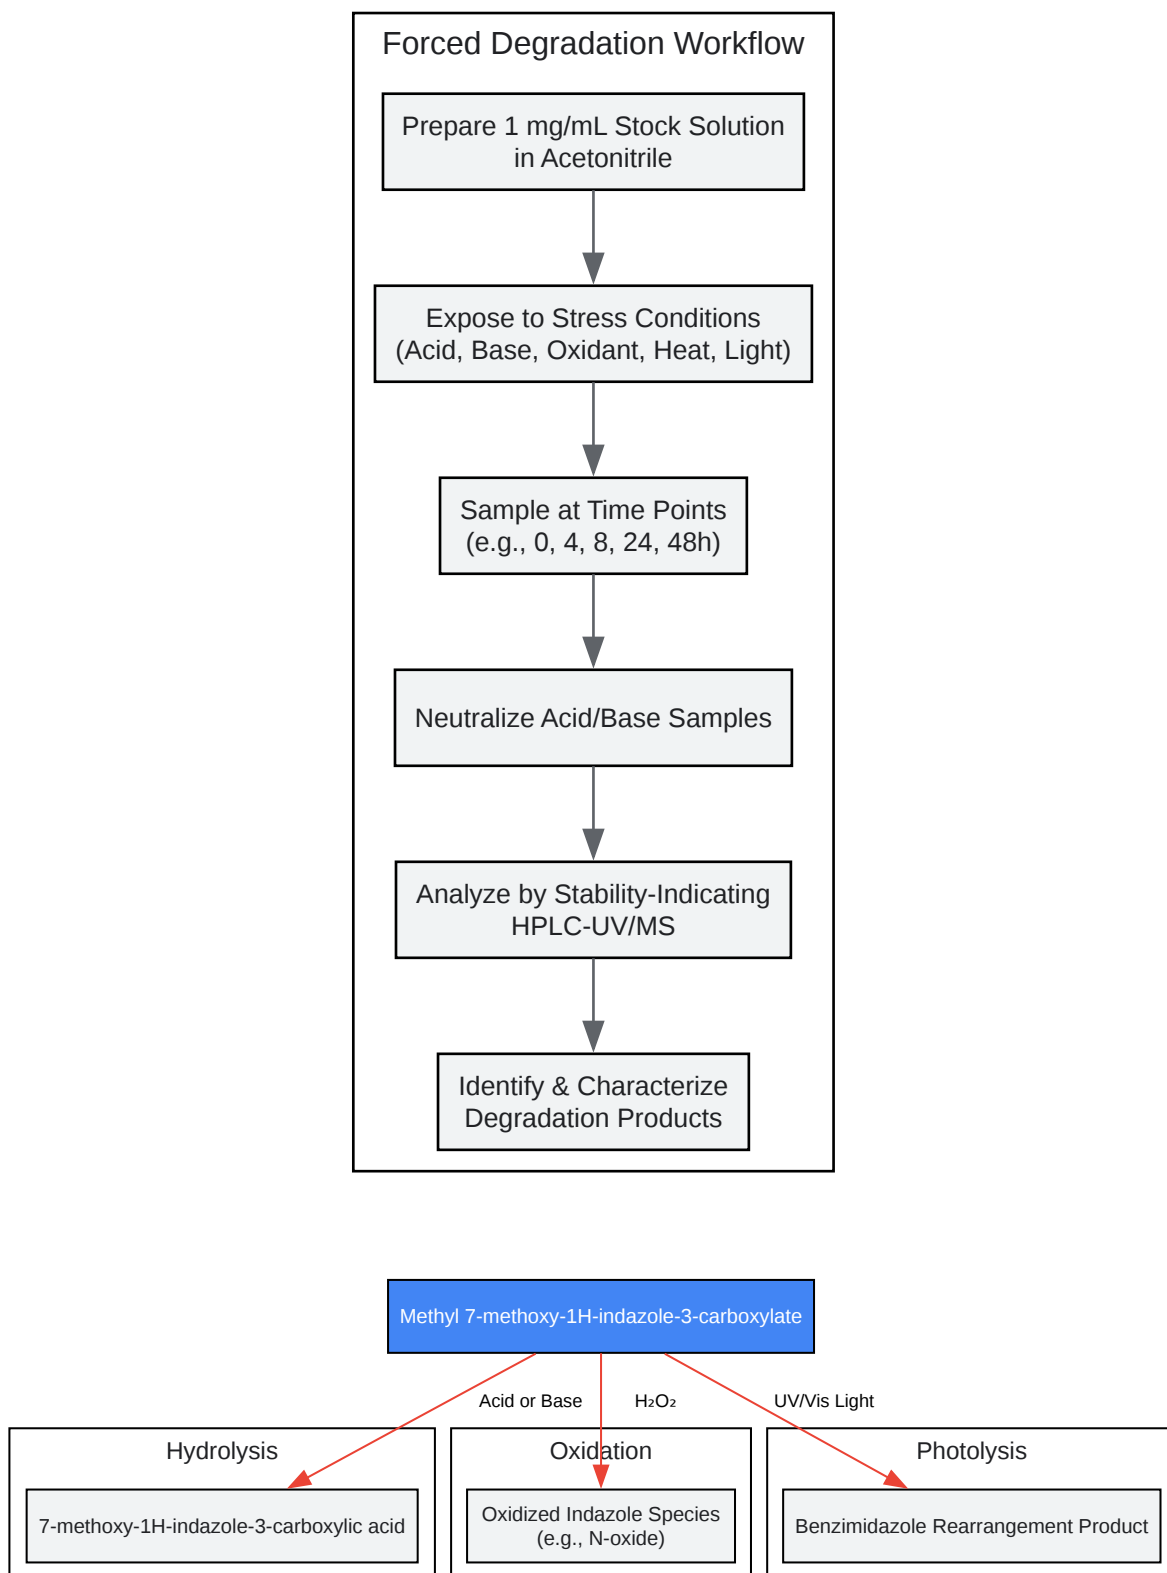 Forced Degradation Workflow
Prepare 1 mg/mL Stock Solution
in Acetonitrile
Expose to Stress Conditions
(Acid, Base, Oxidant, Heat, Light)
Sample at Time Points
(e.g., 0, 4, 8, 24, 48h)
Neutralize Acid/Base Samples
Analyze by Stability-Indicating
HPLC-UV/MS
Identify & Characterize
Degradation Products
Methyl 7-methoxy-1H-indazole-3-carboxylate
Acid or Base
H₂O₂
UV/Vis Light
Hydrolysis
Oxidation
Photolysis
7-methoxy-1H-indazole-3-carboxylic acid
Oxidized Indazole Species
(e.g., N-oxide)
Benzimidazole Rearrangement Product